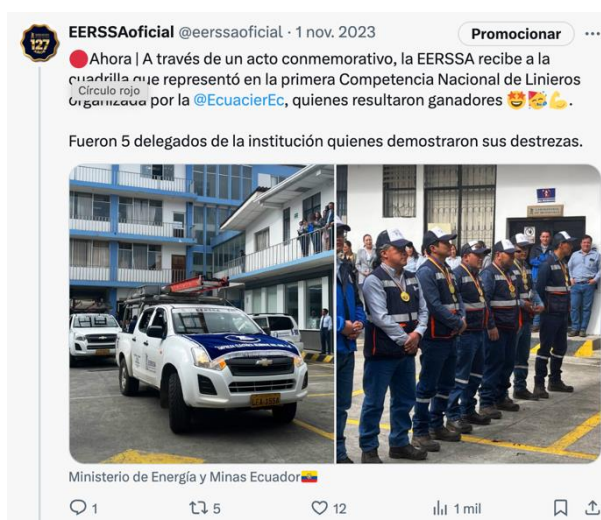 EERSSAoficial @eerssaoficial · 1 nov. 2023
Promocionar
🔴Ahora | A través de un acto conmemorativo, la EERSSA recibe a la
cuadrilla que representó en la primera Competencia Nacional de Linieros
Círculo rojo
organizada por la @EcuacierEc, quienes resultaron ganadores 🤩🥳💪.
Fueron 5 delegados de la institución quienes demostraron sus destrezas.
Ministerio de Energía y Minas Ecuador🇪🇨
1 5 12 1 mil
127
EERSSA